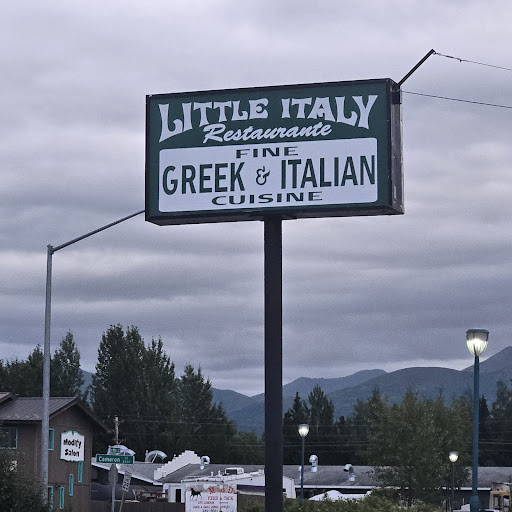 LITTLE ITALY
Restaurante
FINE
GREEK & ITALIAN
CUISINE
Modify
Salon
Cameron